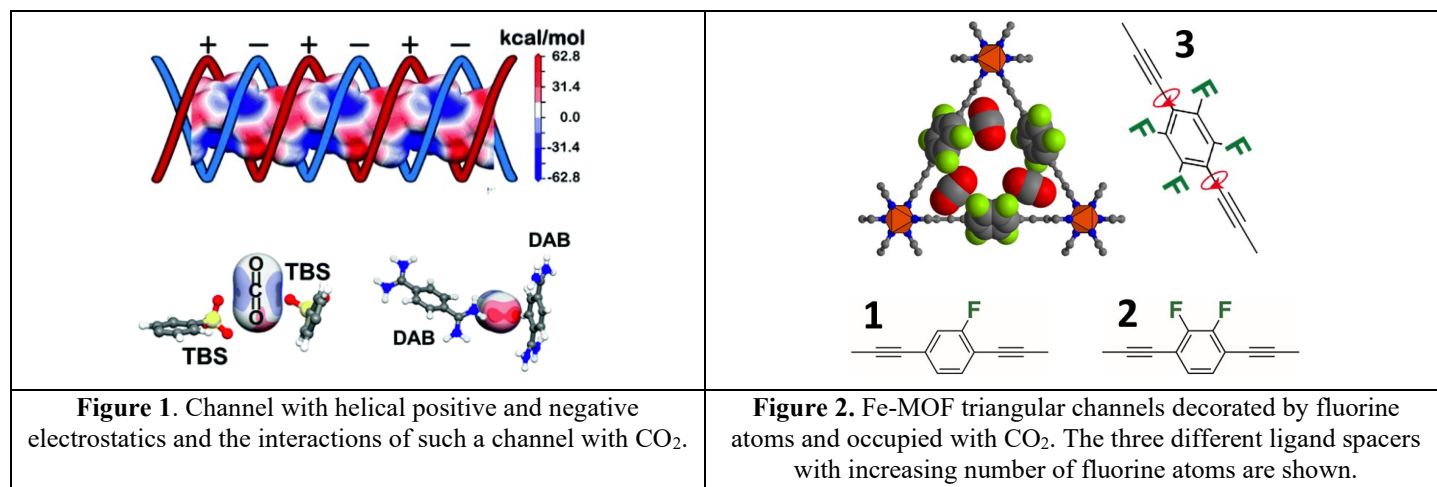 + − + − + − kcal/mol
62.8
31.4
0.0
-31.4
-62.8
O
C
O
TBS
TBS
DAB
DAB
3
F
F
F
F
1
F
2
F F
Figure 1. Channel with helical positive and negative
electrostatics and the interactions of such a channel with CO₂.
Figure 2. Fe-MOF triangular channels decorated by fluorine
atoms and occupied with CO₂. The three different ligand spacers
with increasing number of fluorine atoms are shown.